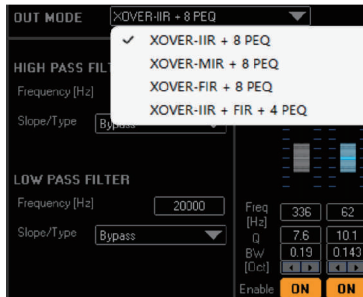 OUT MODE XOVER-IIR + 8 PEQ
✓ XOVER-IIR + 8 PEQ
XOVER-MIR + 8 PEQ
XOVER-FIR + 8 PEQ
XOVER-IIR + FIR + 4 PEQ
HIGH PASS FILT
Frequency [Hz]
Slope/Type
LOW PASS FILTER
Frequency [Hz] 20000
Slope/Type Bypass
Freq [Hz] 336 62
Q 7.6 10.1
BW [Oct] 0.19 0.143
Enable ON ON